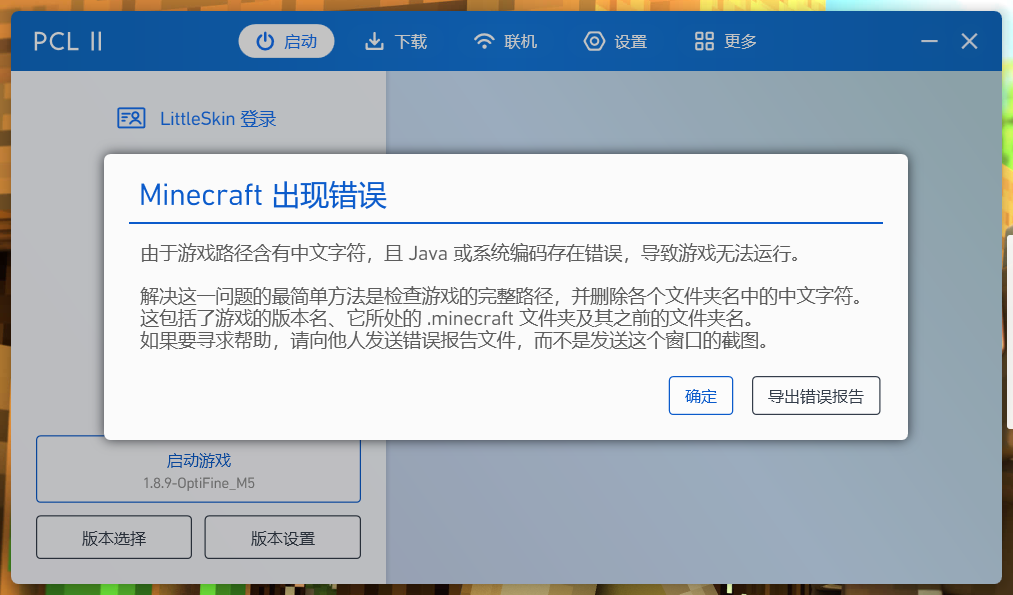 PCL II
启动
下载
联机
设置
更多
LittleSkin 登录
Minecraft 出现错误
由于游戏路径含有中文字符，且 Java 或系统编码存在错误，导致游戏无法运行。
解决这一问题的最简单方法是检查游戏的完整路径，并删除各个文件夹名中的中文字符。
这包括了游戏的版本名、它所处的 .minecraft 文件夹及其之前的文件夹名。
如果要寻求帮助，请向他人发送错误报告文件，而不是发送这个窗口的截图。
确定
导出错误报告
启动游戏
1.8.9-OptiFine_M5
版本选择
版本设置